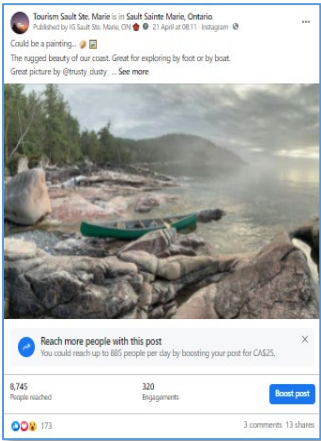 Tourism Sault Ste. Marie is in Sault Sainte Marie, Ontario.
Published by IG Sault Ste. Marie, ON · 21 April at 08:11 · Instagram ·
Could be a painting...
The rugged beauty of our coast. Great for exploring by foot or by boat.
Great picture by @trusty_dusty_ ... See more
Reach more people with this post
You could reach up to 885 people per day by boosting your post for CA$25.
8,745
People reached
320
Engagements
Boost post
173
3 comments 13 shares